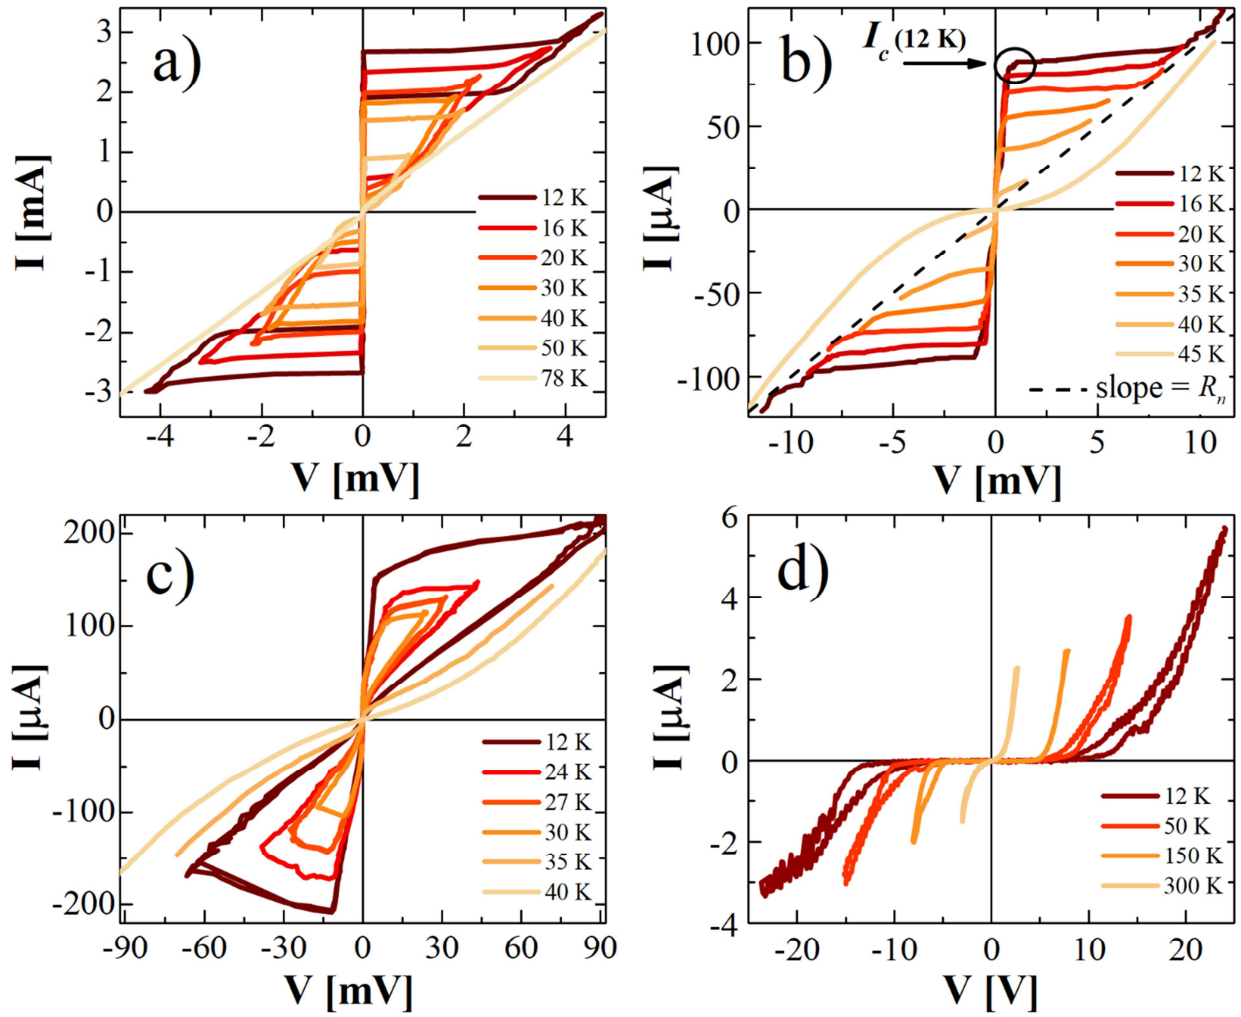 a)
I [mA]
3
2
1
0
-1
-2
-3
-4
-2
0
2
4
V [mV]
12 K
16 K
20 K
30 K
40 K
50 K
78 K
b)
I_c (12 K)
I [μA]
100
50
0
-50
-100
-10
-5
0
5
10
V [mV]
12 K
16 K
20 K
30 K
35 K
40 K
45 K
slope = R_n
c)
I [μA]
200
100
0
-100
-200
-90
-60
-30
0
30
60
90
V [mV]
12 K
24 K
27 K
30 K
35 K
40 K
d)
I [μA]
6
4
2
0
-2
-4
-20
-10
0
10
20
V [V]
12 K
50 K
150 K
300 K